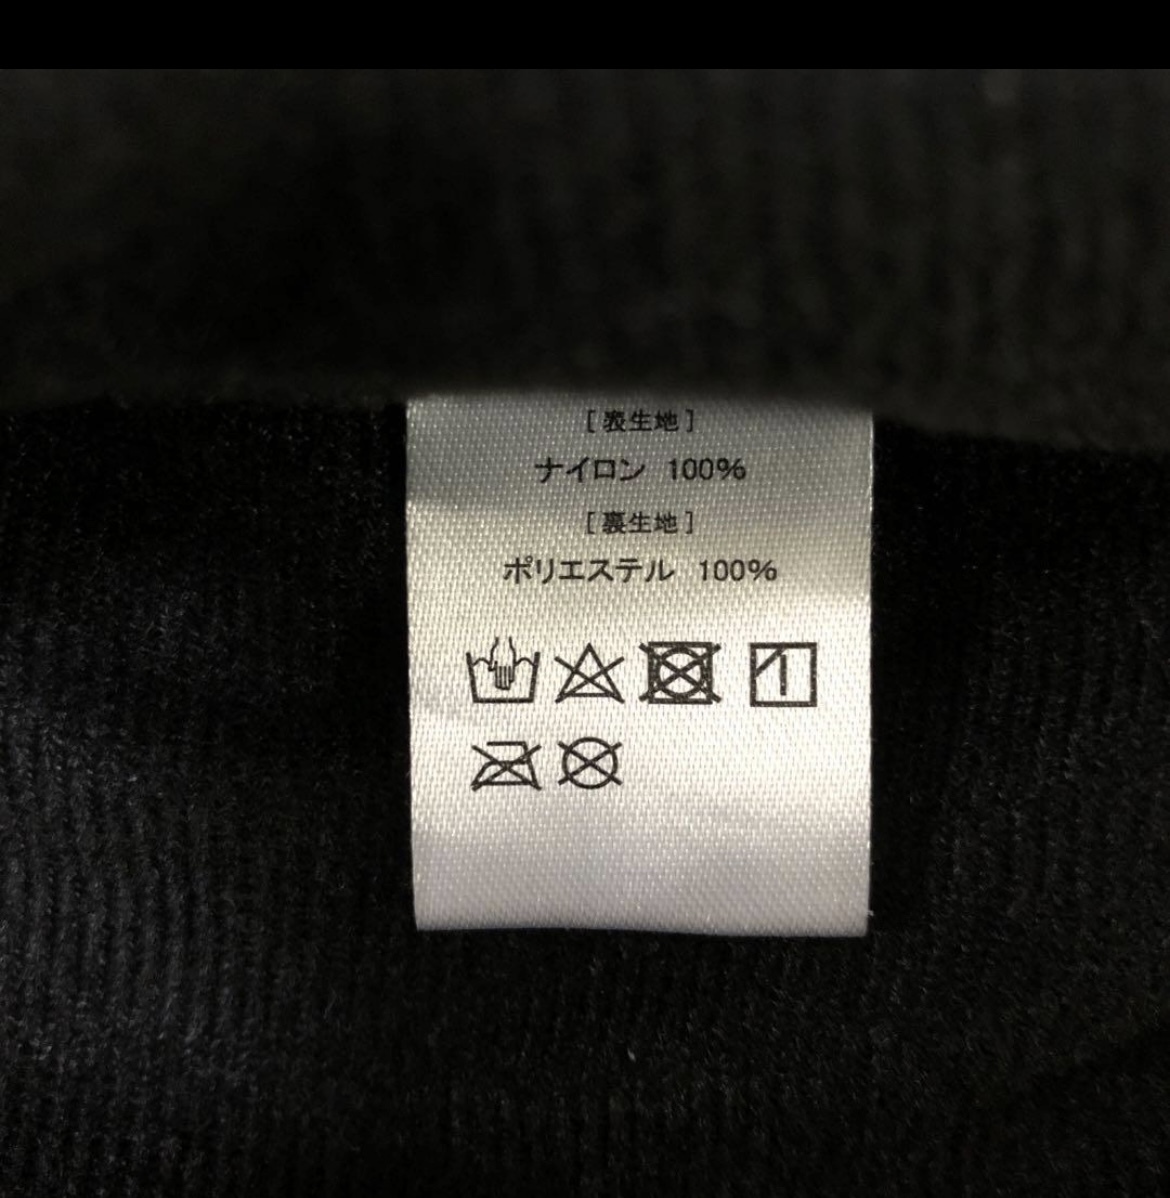 [表生地]
ナイロン 100%
[裏生地]
ポリエステル 100%